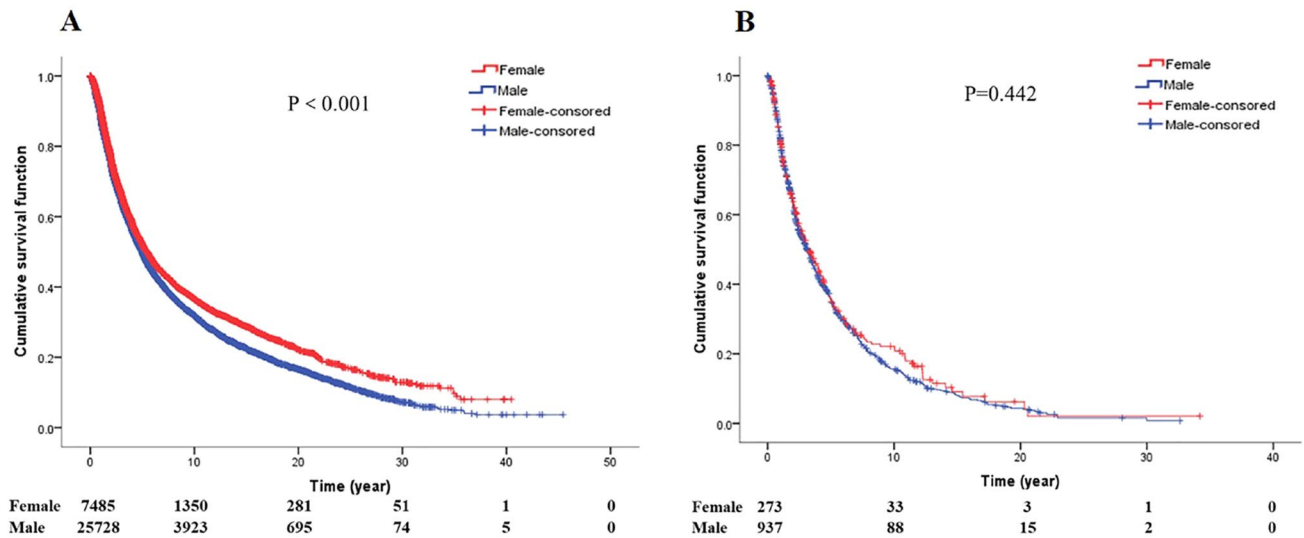 A
Female
Male
Female-consored
Male-consored
P < 0.001
Cumulative survival function
1.0
0.8
0.6
0.4
0.2
0.0
0 10 20 30 40 50
Time (year)
Female 7485 1350 281 51 1 0
Male 25728 3923 695 74 5 0
B
Female
Male
Female-consored
Male-consored
P=0.442
Cumulative survival function
1.0
0.8
0.6
0.4
0.2
0.0
0 10 20 30 40
Time (year)
Female 273 33 3 1 0
Male 937 88 15 2 0